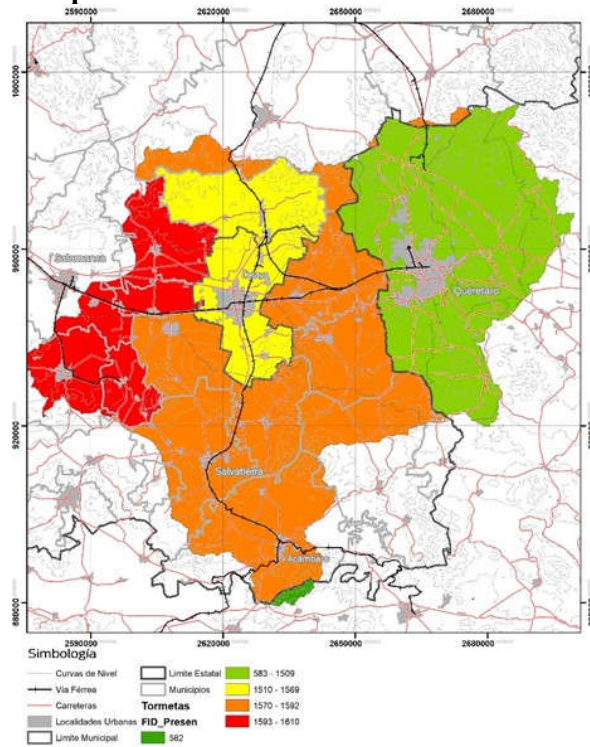 2590000 2620000 2650000 2680000
1000000
960000
920000
880000
Salamanca
Querétaro
Salvatierra
Acámbaro
2590000 2620000 2650000 2680000
Simbología
Curvas de Nivel
Vía Férrea
Carreteras
Localidades Urbanas
Límite Municipal
Límite Estatal
Municipios
Tormetas
FID_Presen
582
583 - 1509
1510 - 1569
1570 - 1592
1593 - 1610